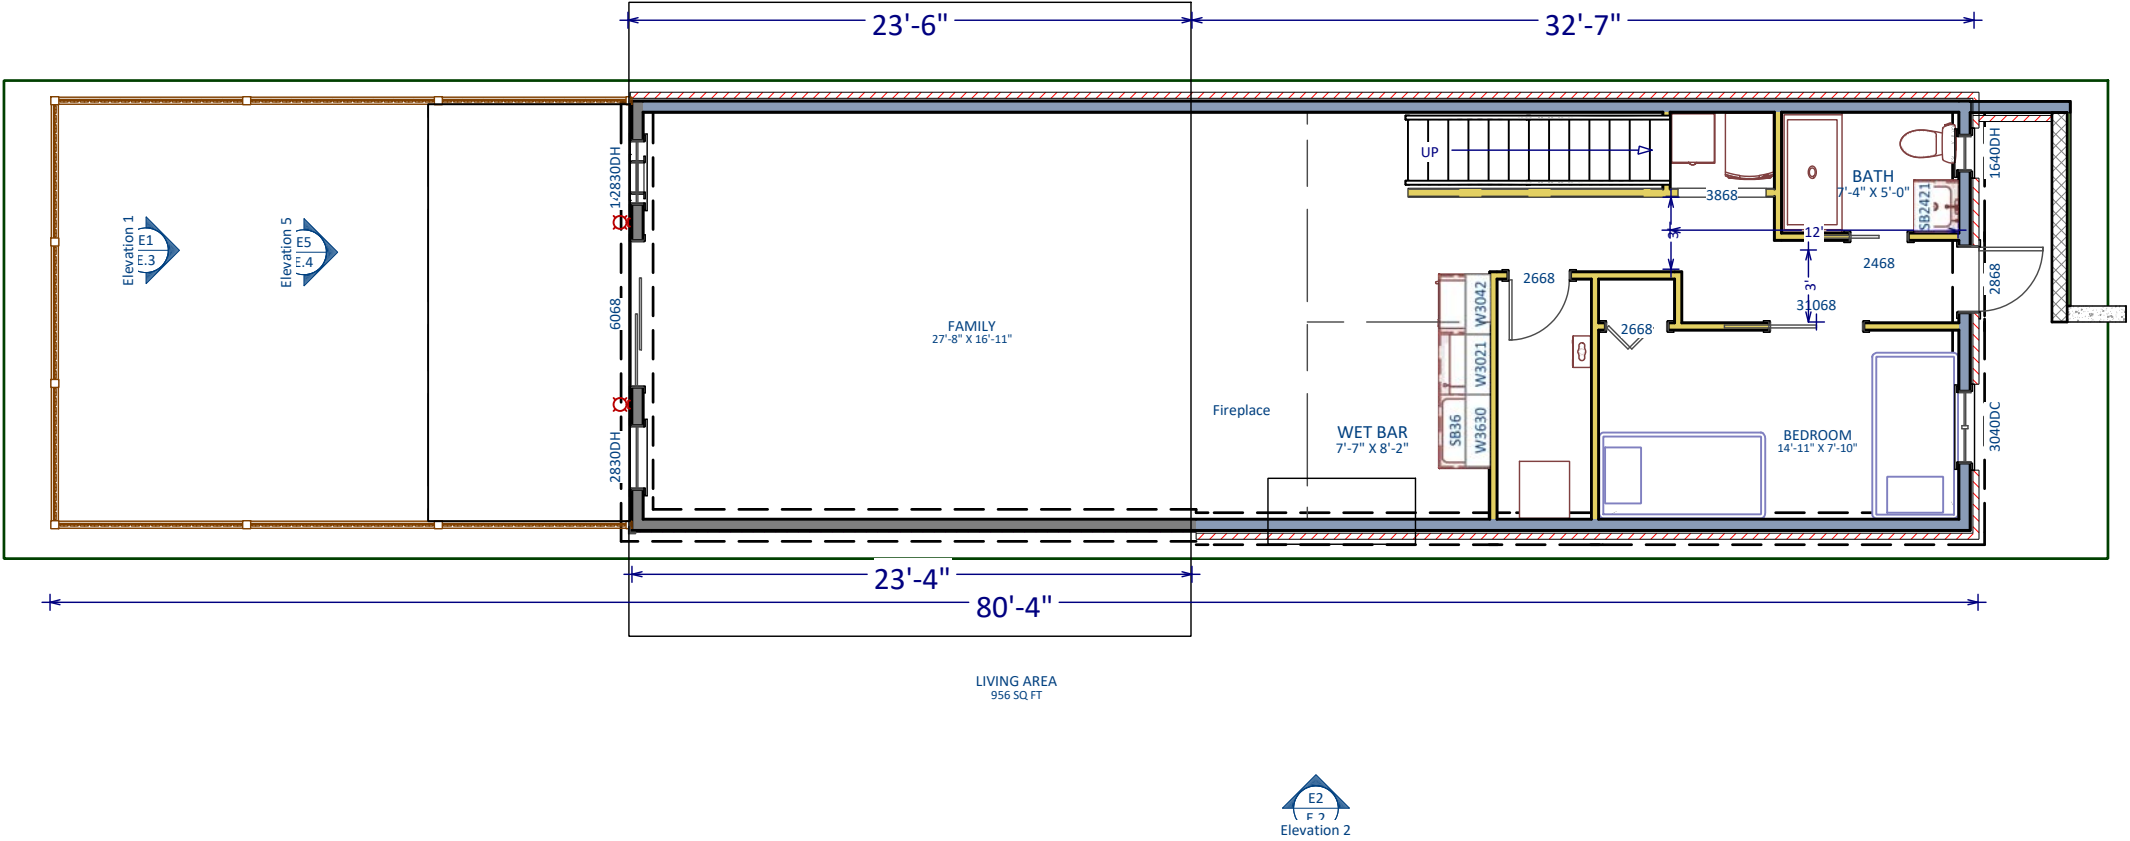 23'-6"
32'-7"
2830DH
1640DH
UP
BATH
7'-4" X 5'-0"
SB2421
3868
12'
3'
2468
2868
Elevation 1
E1
E.3
Elevation 5
E5
E.4
2668
W3042
3'
31068
6068
FAMILY
27'-8" X 16'-11"
2668
W3021
Fireplace
WET BAR
7'-7" X 8'-2"
SB36
W3630
BEDROOM
14'-11" X 7'-10"
3040DC
2830DH
23'-4"
80'-4"
LIVING AREA
956 SQ FT
E2
Elevation 2